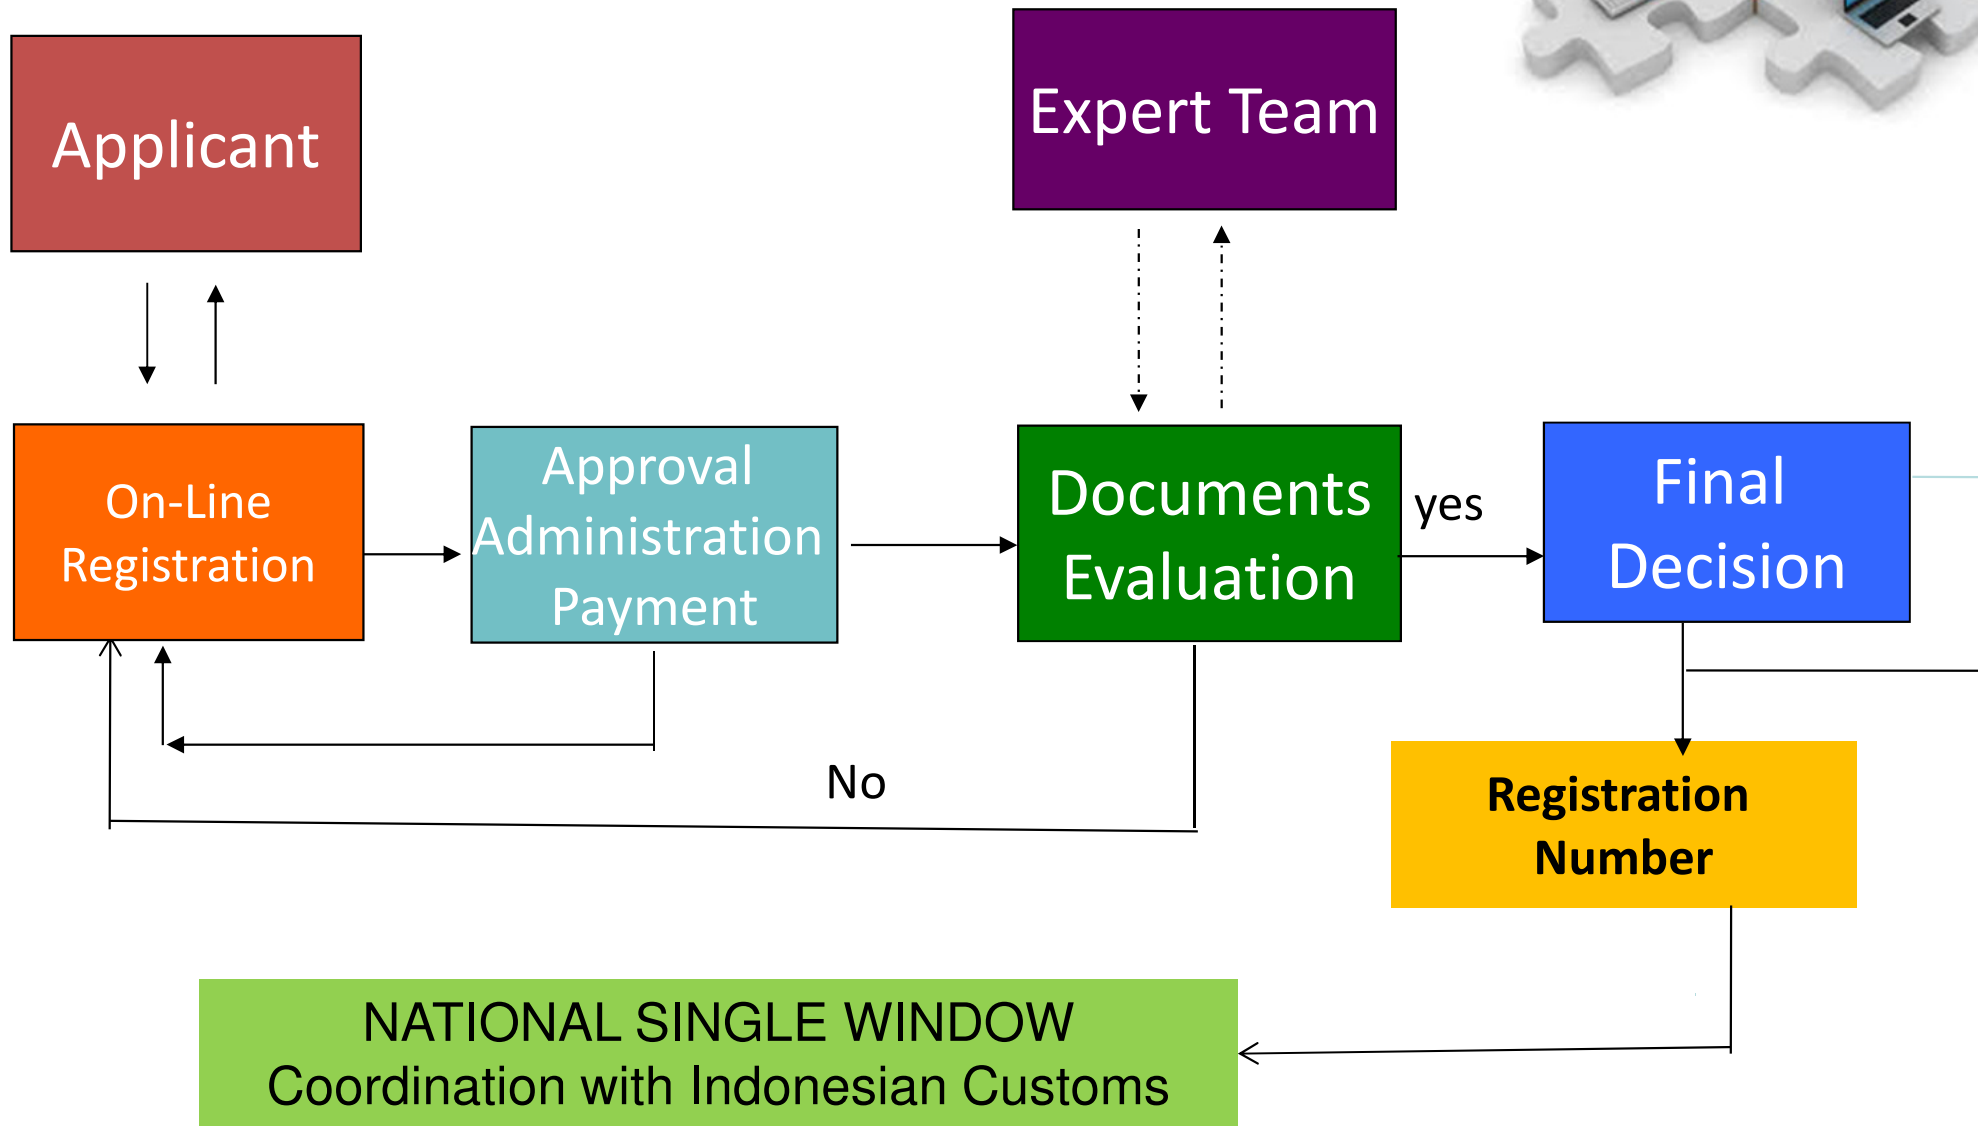 Applicant
Expert Team
On-Line
Registration
Approval
Administration
Payment
Documents
Evaluation
yes
Final
Decision
No
Registration
Number
NATIONAL SINGLE WINDOW
Coordination with Indonesian Customs